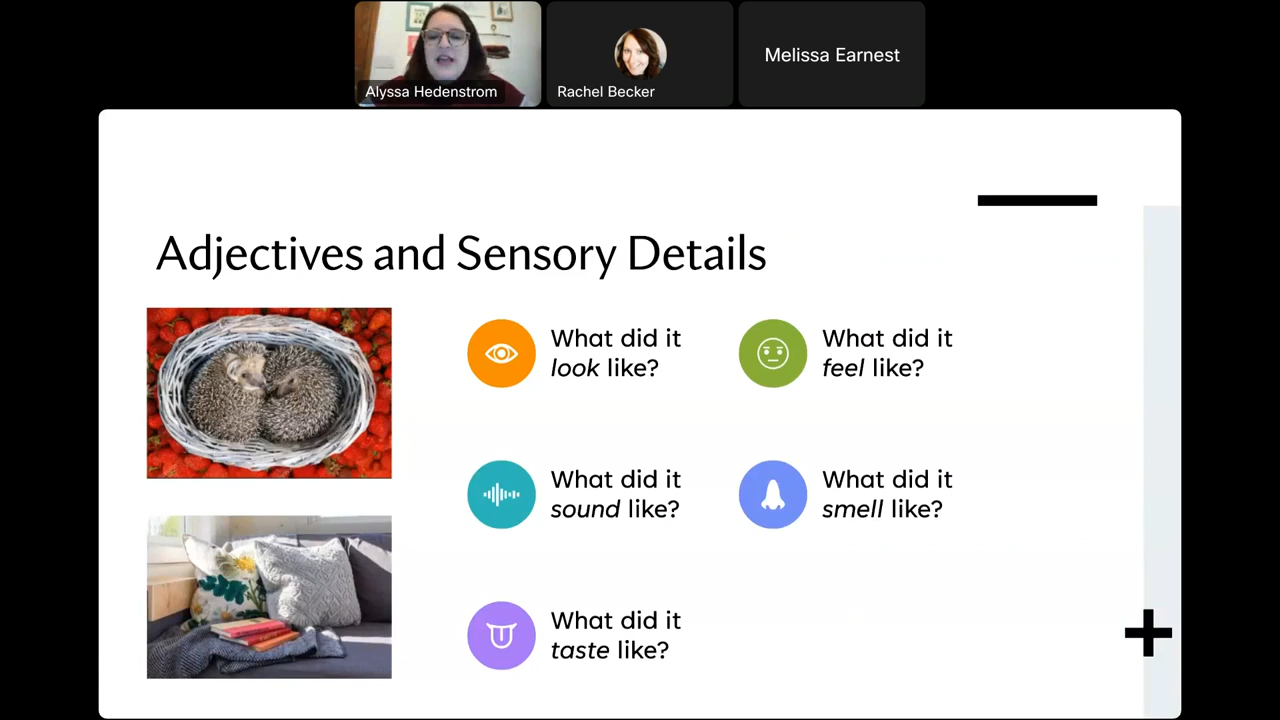 Alyssa Hedenstrom
Rachel Becker
Melissa Earnest
Adjectives and Sensory Details
What did it
look like?
What did it
feel like?
What did it
sound like?
What did it
smell like?
What did it
taste like?